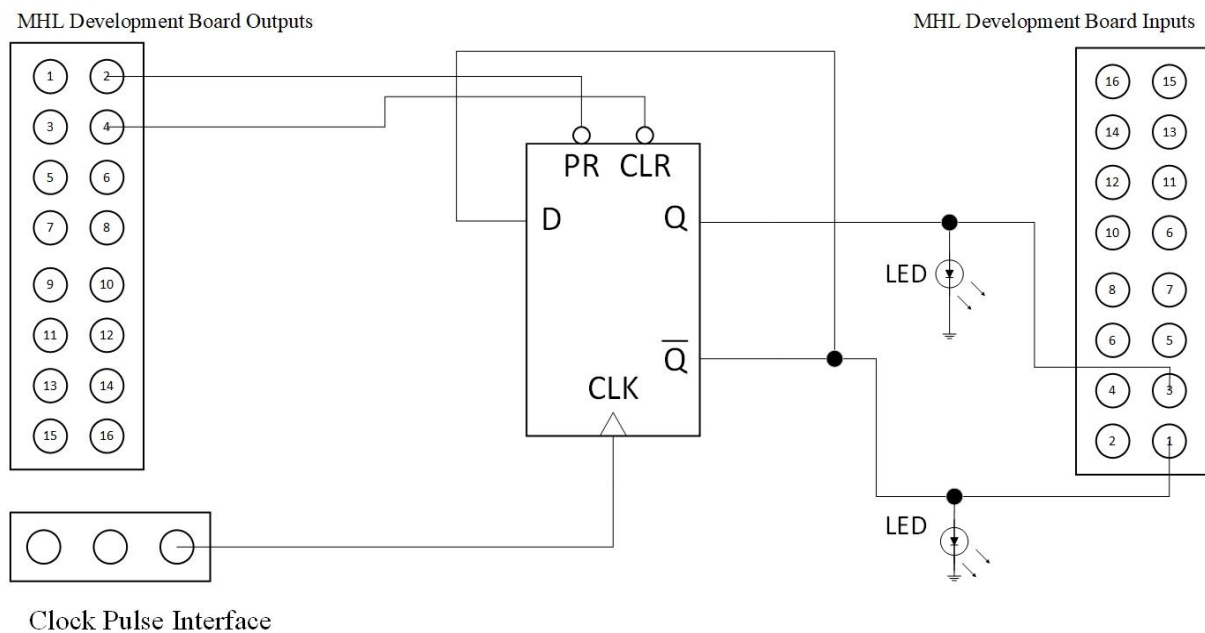 MHL Development Board Outputs
MHL Development Board Inputs
1 2
3 4
5 6
7 8
9 10
11 12
13 14
15 16
PR CLR
D Q
Q̅
CLK
LED
LED
16 15
14 13
12 11
10 6
8 7
6 5
4 3
2 1
Clock Pulse Interface